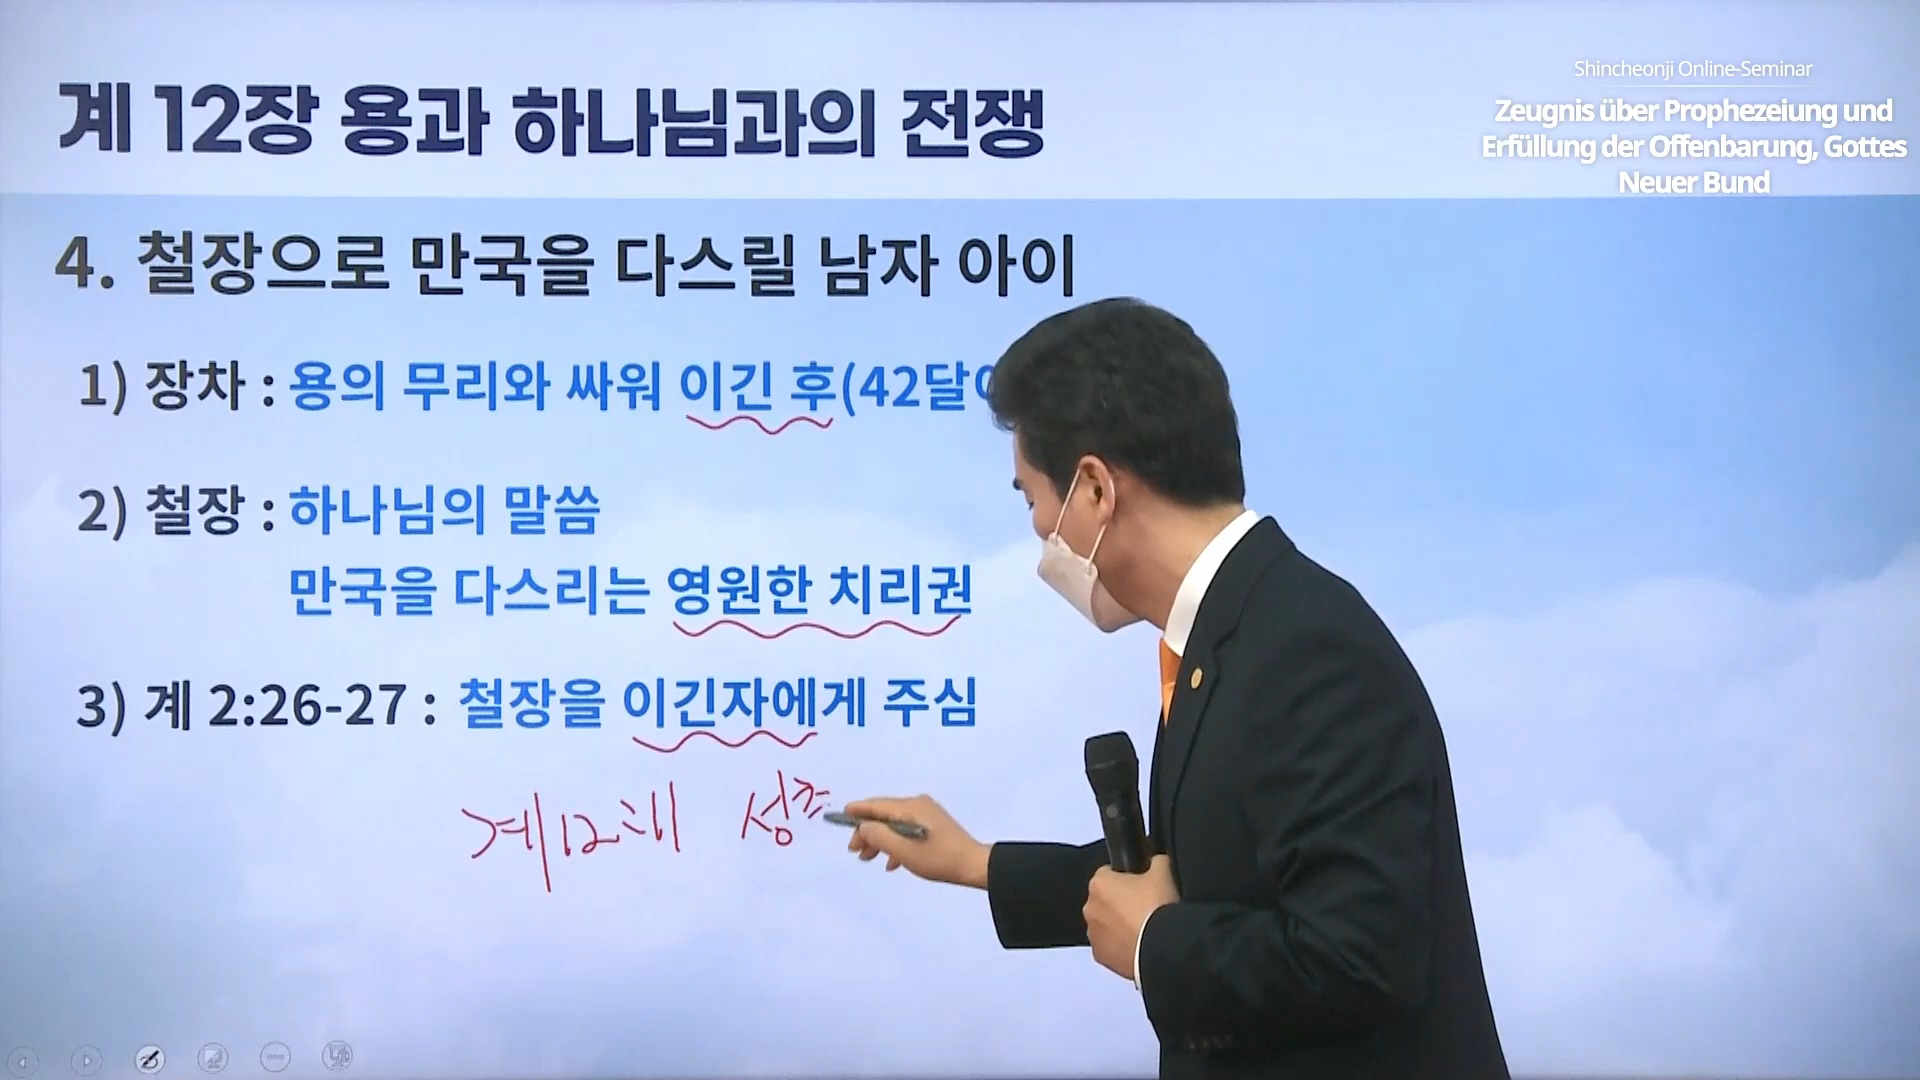 계 12장 용과 하나님과의 전쟁
Shincheonji Online-Seminar
Zeugnis über Prophezeiung und
Erfüllung der Offenbarung, Gottes
Neuer Bund
4. 철장으로 만국을 다스릴 남자 아이
1) 장차 : 용의 무리와 싸워 이긴 후(42달
2) 철장 : 하나님의 말씀
만국을 다스리는 영원한 치리권
3) 계 2:26-27 : 철장을 이긴자에게 주심
계12